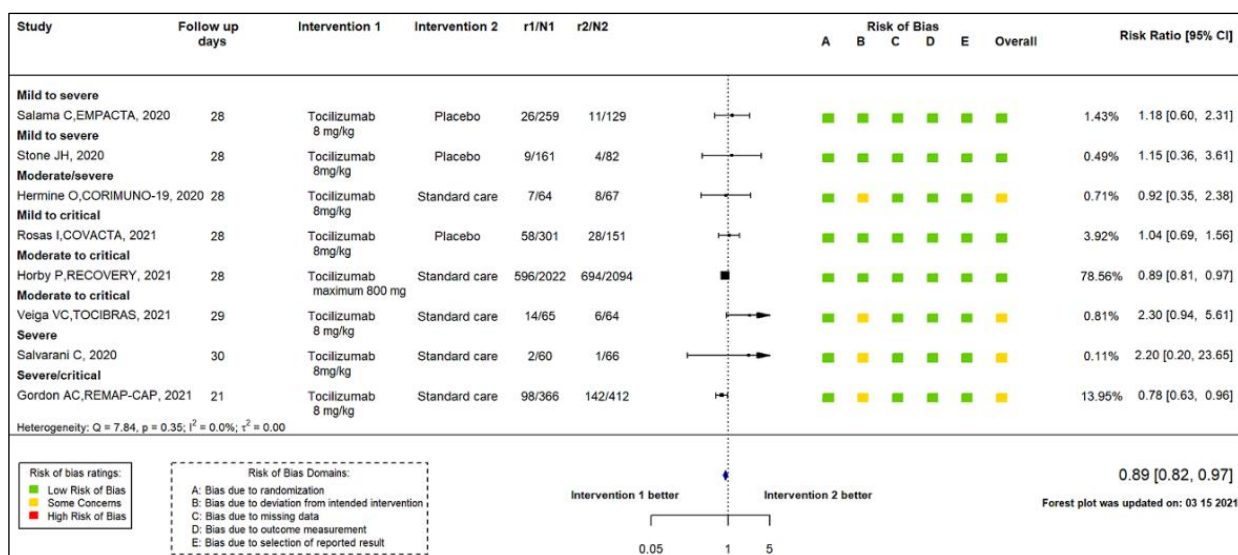 Study Follow up days Intervention 1 Intervention 2 r1/N1 r2/N2 Risk of Bias Risk Ratio [95% CI]
A B C D E Overall
Mild to severe
Salama C,EMPACTA, 2020 28 Tocilizumab 8 mg/kg Placebo 26/259 11/129 1.43% 1.18 [0.60, 2.31]
Mild to severe
Stone JH, 2020 28 Tocilizumab 8mg/kg Placebo 9/161 4/82 0.49% 1.15 [0.36, 3.61]
Moderate/severe
Hermine O,CORIMUNO-19, 2020 28 Tocilizumab 8mg/kg Standard care 7/64 8/67 0.71% 0.92 [0.35, 2.38]
Mild to critical
Rosas I,COVACTA, 2021 28 Tocilizumab 8mg/kg Placebo 58/301 28/151 3.92% 1.04 [0.69, 1.56]
Moderate to critical
Horby P,RECOVERY, 2021 28 Tocilizumab maximum 800 mg Standard care 596/2022 694/2094 78.56% 0.89 [0.81, 0.97]
Moderate to critical
Veiga VC,TOCIBRAS, 2021 29 Tocilizumab 8 mg/kg Standard care 14/65 6/64 0.81% 2.30 [0.94, 5.61]
Severe
Salvarani C, 2020 30 Tocilizumab 8mg/kg Standard care 2/60 1/66 0.11% 2.20 [0.20, 23.65]
Severe/critical
Gordon AC,REMAP-CAP, 2021 21 Tocilizumab 8 mg/kg Standard care 98/366 142/412 13.95% 0.78 [0.63, 0.96]
Heterogeneity: Q = 7.84, p = 0.35; I² = 0.0%; τ² = 0.00
0.89 [0.82, 0.97]
Risk of bias ratings:
Low Risk of Bias
Some Concerns
High Risk of Bias
Risk of Bias Domains:
A: Bias due to randomization
B: Bias due to deviation from intended intervention
C: Bias due to missing data
D: Bias due to outcome measurement
E: Bias due to selection of reported result
Intervention 1 better Intervention 2 better
Forest plot was updated on: 03 15 2021
0.05 1 5